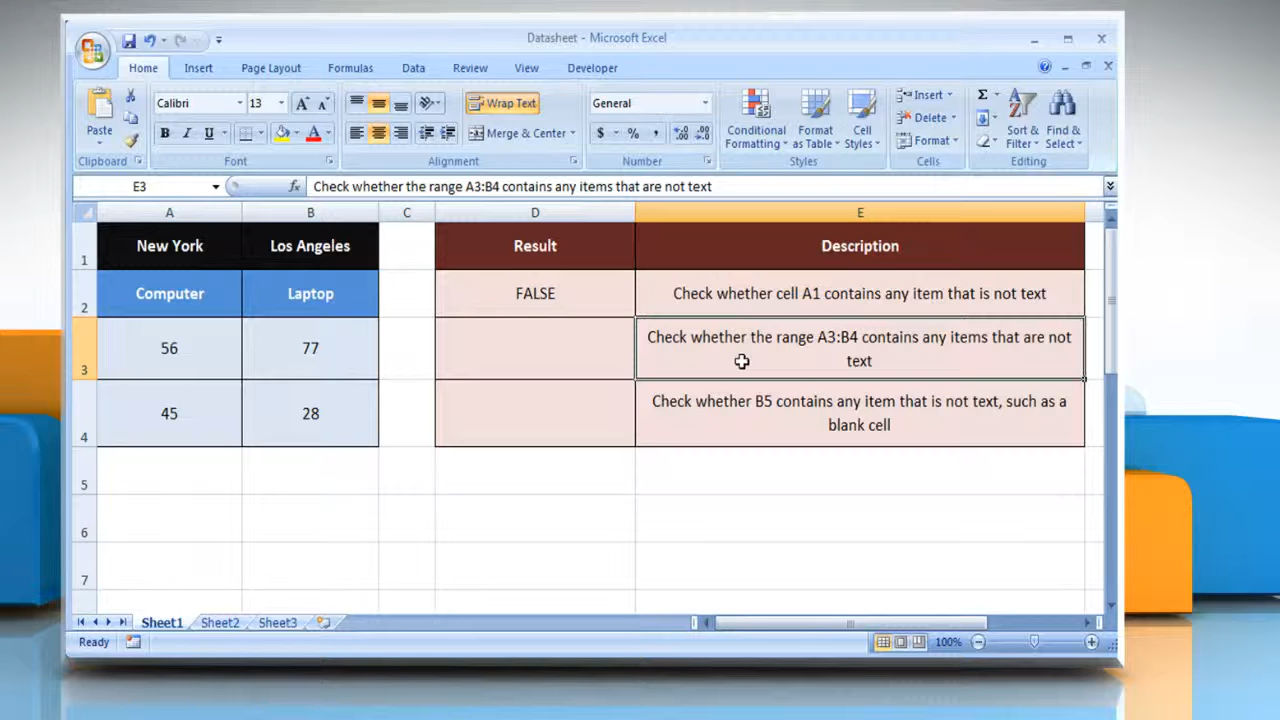 Datasheet - Microsoft Excel
Home Insert Page Layout Formulas Data Review View Developer
Paste
Clipboard
Calibri 13
B I U
Font
Wrap Text
Merge & Center
Alignment
General
$ % ,
Number
Conditional Formatting
Format as Table
Cell Styles
Styles
Insert
Delete
Format
Cells
Σ
Sort & Filter
Find & Select
Editing
E3 fx Check whether the range A3:B4 contains any items that are not text
A B C D E
1 New York Los Angeles Result Description
2 Computer Laptop FALSE Check whether cell A1 contains any item that is not text
3 56 77 Check whether the range A3:B4 contains any items that are not
text
4 45 28 Check whether B5 contains any item that is not text, such as a
blank cell
5
6
7
Sheet1 Sheet2 Sheet3
Ready 100%